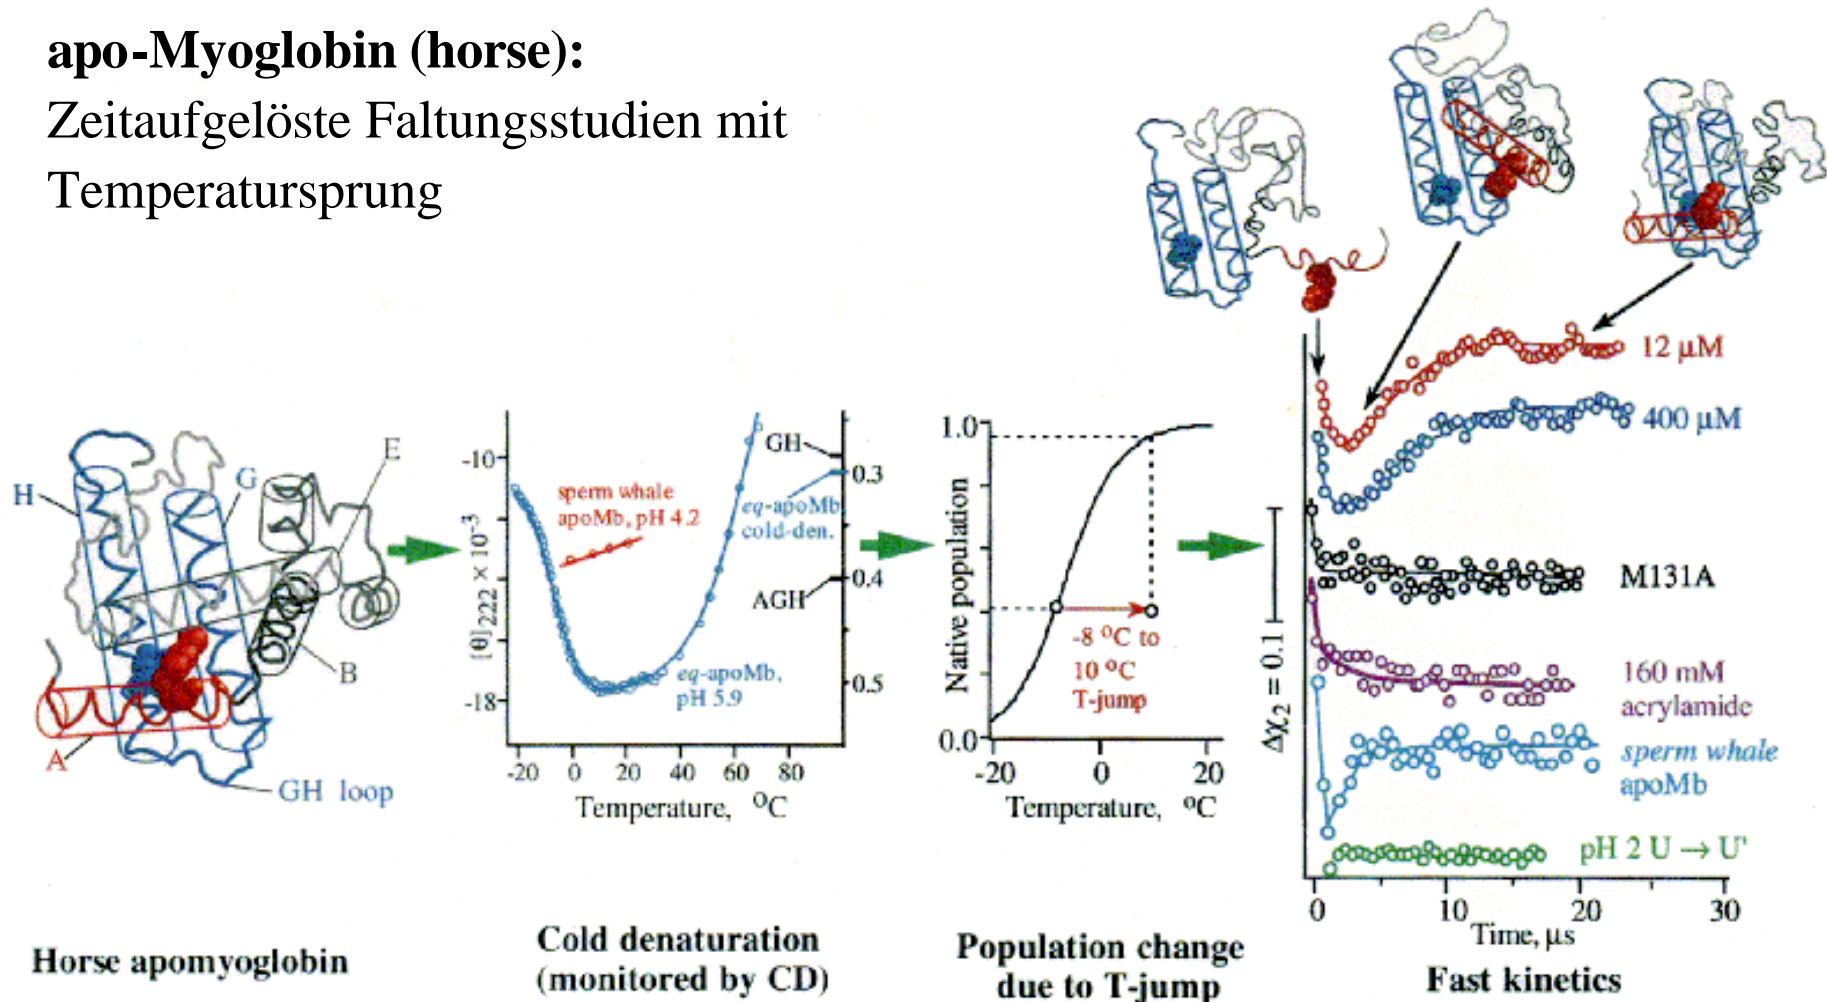 apo-Myoglobin (horse):
Zeitaufgelöste Faltungsstudien mit
Temperatursprung
H
G
E
B
A
GH loop
Horse apomyoglobin
[θ]222 × 10-3
-10
-18
sperm whale
apoMb, pH 4.2
eq-apoMb,
pH 5.9
GH
eq-apoMb
cold-den.
AGH
0.3
0.4
0.5
-20 0 20 40 60 80
Temperature, °C
Cold denaturation
(monitored by CD)
Native population
1.0
0.0
-8 °C to
10 °C
T-jump
-20 0 20
Temperature, °C
Population change
due to T-jump
Δχ2 = 0.1
12 μM
400 μM
M131A
160 mM
acrylamide
sperm whale
apoMb
pH 2 U → U'
0 10 20 30
Time, μs
Fast kinetics